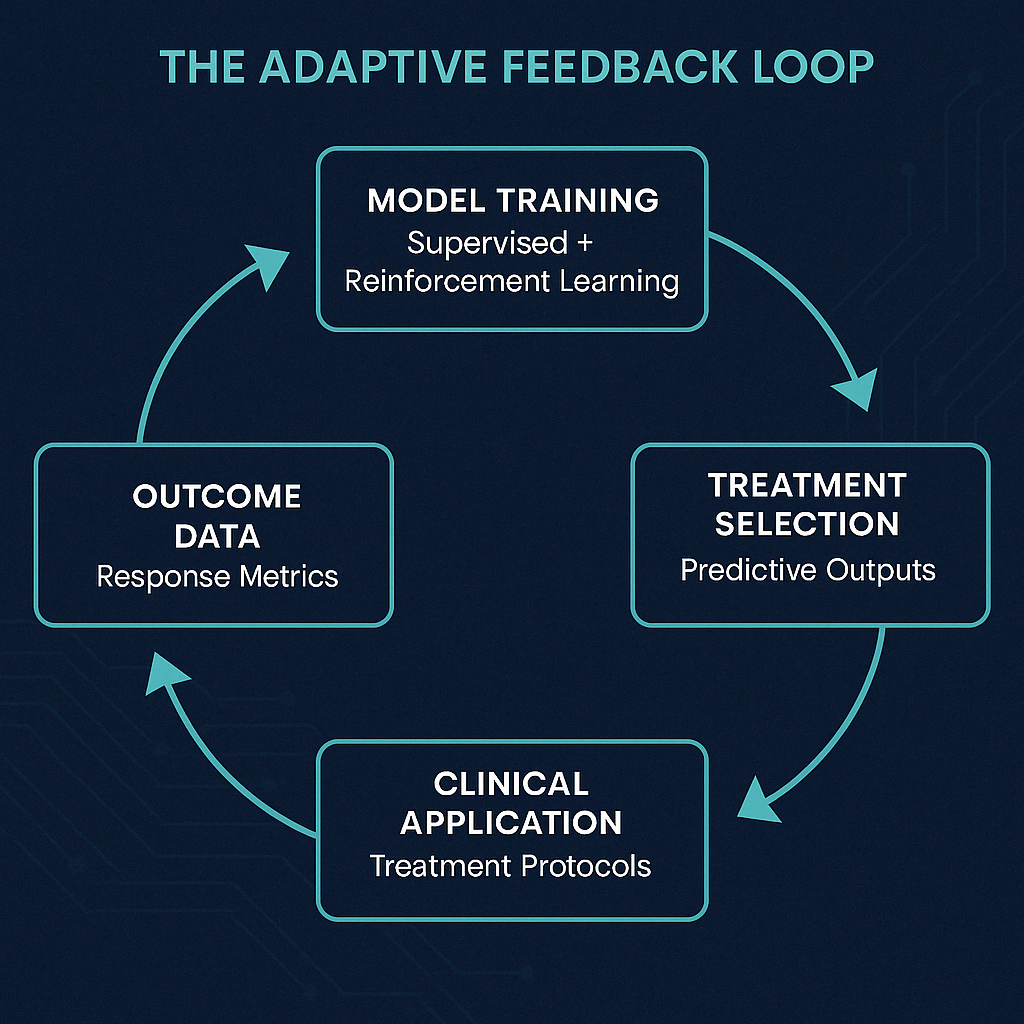 THE ADAPTIVE FEEDBACK LOOP
MODEL TRAINING
Supervised +
Reinforcement Learning
OUTCOME
DATA
Response Metrics
TREATMENT
SELECTION
Predictive Outputs
CLINICAL
APPLICATION
Treatment Protocols